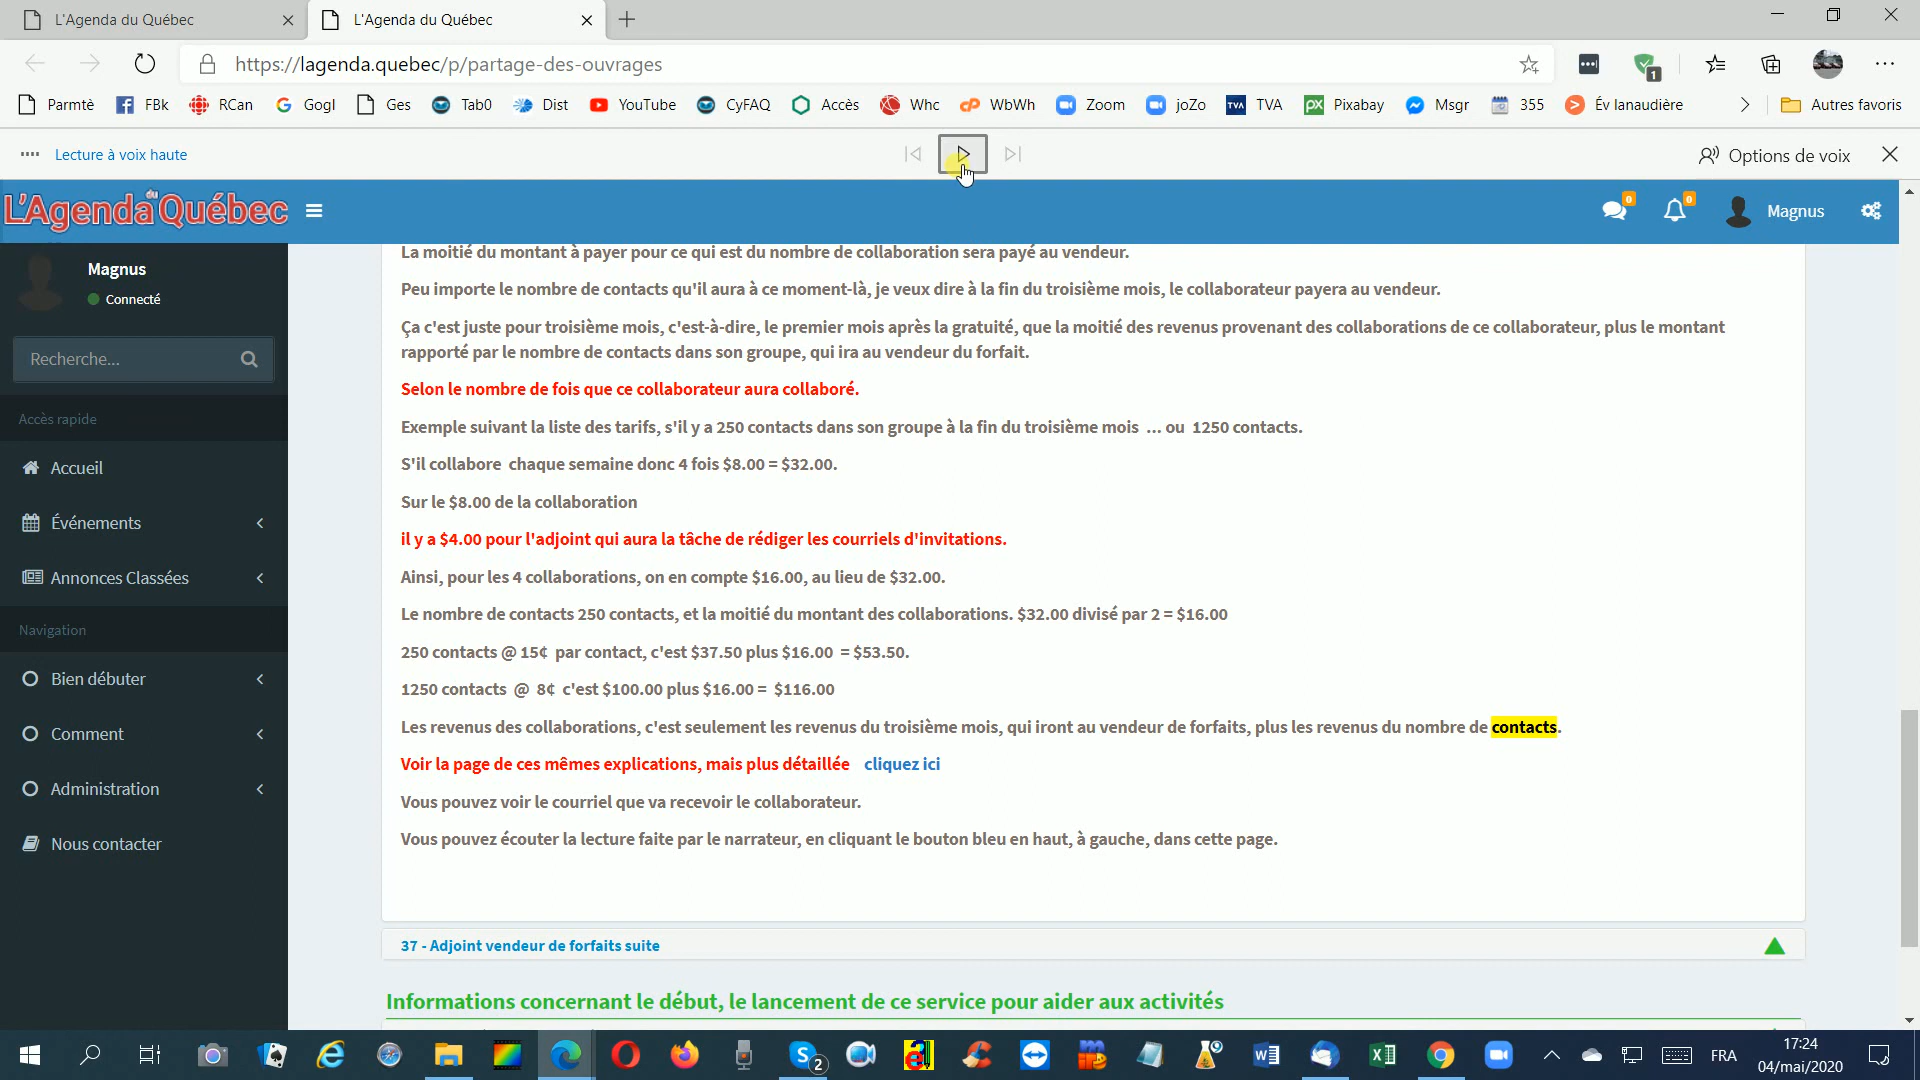 L'Agenda du Québec
L'Agenda du Québec
https://lagenda.quebec/p/partage-des-ouvrages
1
Parmtè
FBk
RCan
Gogl
Ges
Tab0
Dist
YouTube
CyFAQ
Accès
Whc
WbWh
Zoom
joZo
TVA
TVA
Pixabay
Msgr
355
Év lanaudière
Autres favoris
Lecture à voix haute
Options de voix
L'Agenda du Québec
0
0
Magnus
Magnus
Connecté
Recherche...
Accès rapide
Accueil
Événements
Annonces Classées
Navigation
Bien débuter
Comment
Administration
Nous contacter
La moitié du montant à payer pour ce qui est du nombre de collaboration sera payé au vendeur.
Peu importe le nombre de contacts qu'il aura à ce moment-là, je veux dire à la fin du troisième mois, le collaborateur payera au vendeur.
Ça c'est juste pour troisième mois, c'est-à-dire, le premier mois après la gratuité, que la moitié des revenus provenant des collaborations de ce collaborateur, plus le montant
rapporté par le nombre de contacts dans son groupe, qui ira au vendeur du forfait.
Selon le nombre de fois que ce collaborateur aura collaboré.
Exemple suivant la liste des tarifs, s'il y a 250 contacts dans son groupe à la fin du troisième mois ... ou 1250 contacts.
S'il collabore chaque semaine donc 4 fois $8.00 = $32.00.
Sur le $8.00 de la collaboration
il y a $4.00 pour l'adjoint qui aura la tâche de rédiger les courriels d'invitations.
Ainsi, pour les 4 collaborations, on en compte $16.00, au lieu de $32.00.
Le nombre de contacts 250 contacts, et la moitié du montant des collaborations. $32.00 divisé par 2 = $16.00
250 contacts @ 15¢ par contact, c'est $37.50 plus $16.00 = $53.50.
1250 contacts @ 8¢ c'est $100.00 plus $16.00 = $116.00
Les revenus des collaborations, c'est seulement les revenus du troisième mois, qui iront au vendeur de forfaits, plus les revenus du nombre de contacts.
Voir la page de ces mêmes explications, mais plus détaillée cliquez ici
Vous pouvez voir le courriel que va recevoir le collaborateur.
Vous pouvez écouter la lecture faite par le narrateur, en cliquant le bouton bleu en haut, à gauche, dans cette page.
37 - Adjoint vendeur de forfaits suite
Informations concernant le début, le lancement de ce service pour aider aux activités
2
FRA
17:24
04/mai/2020